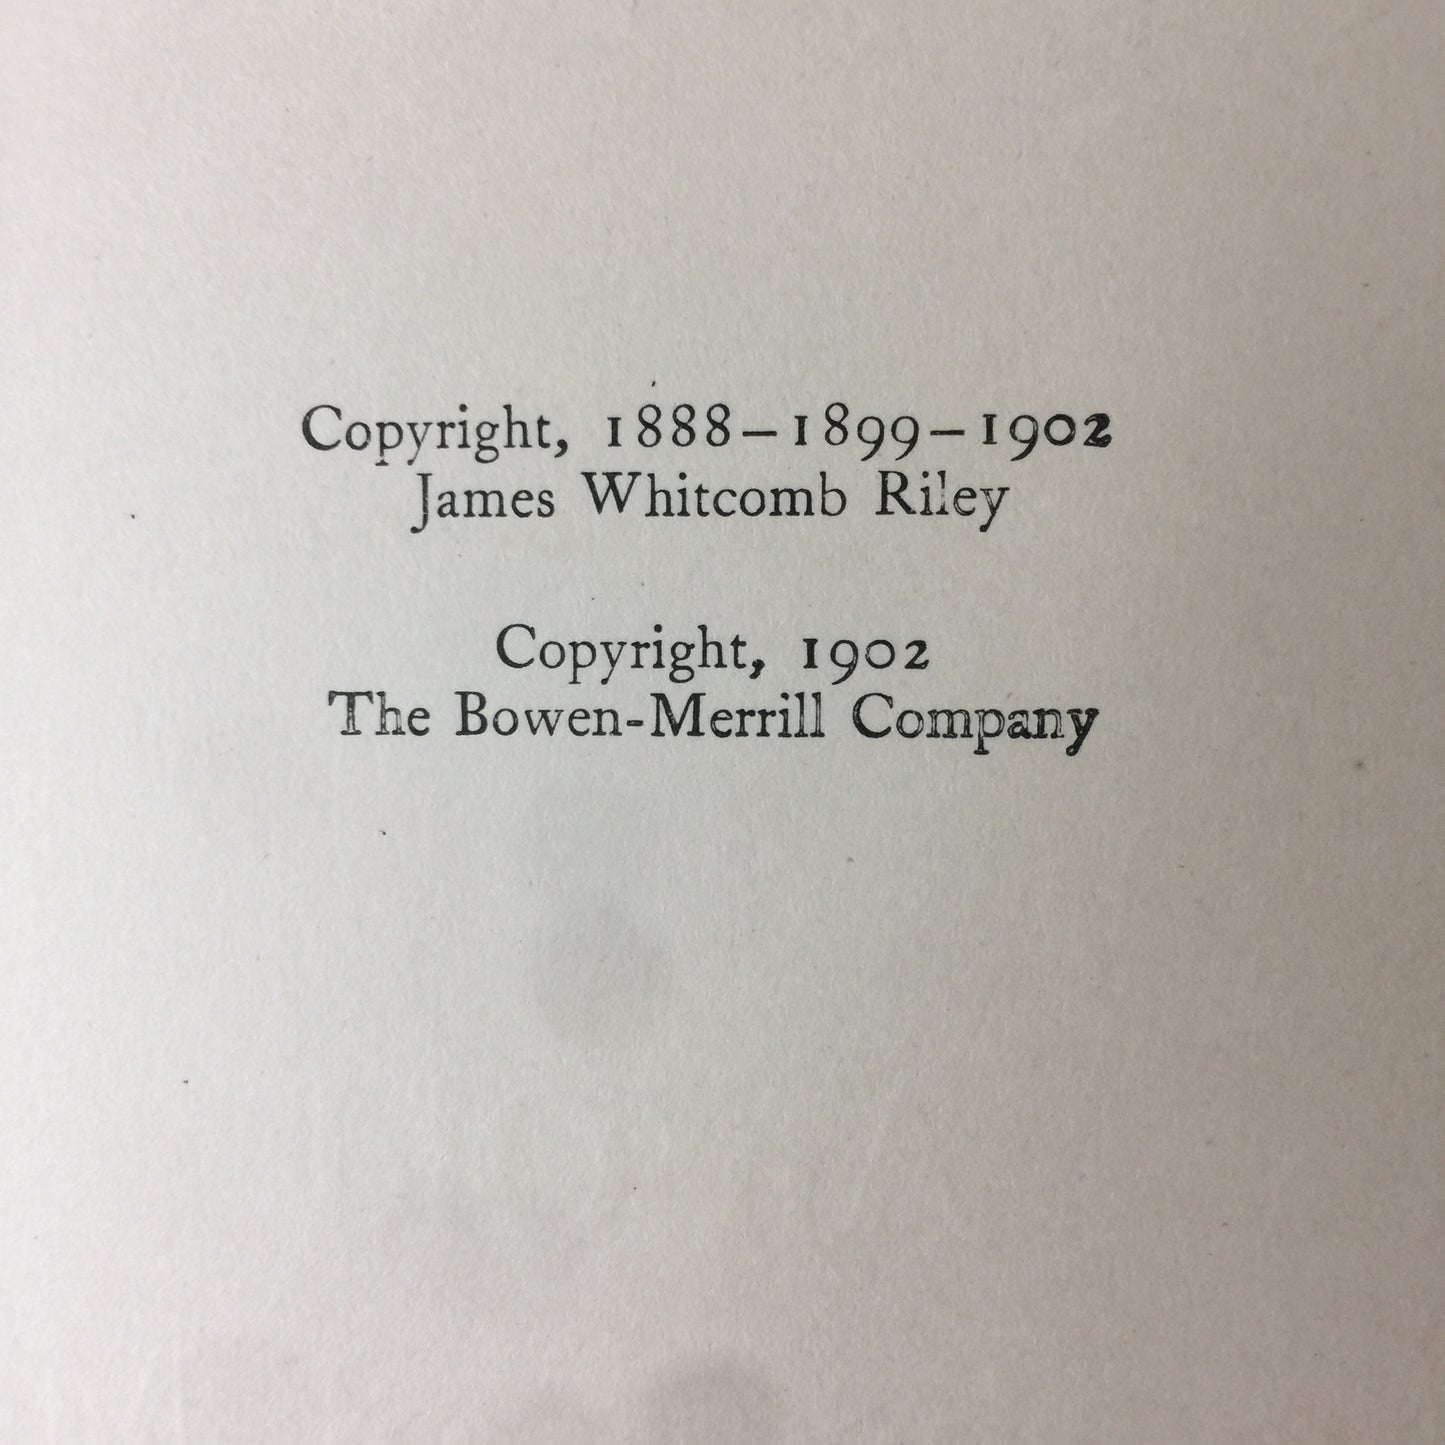 Copyright, 1888–1899–1902
James Whitcomb Riley
Copyright, 1902
The Bowen-Merrill Company